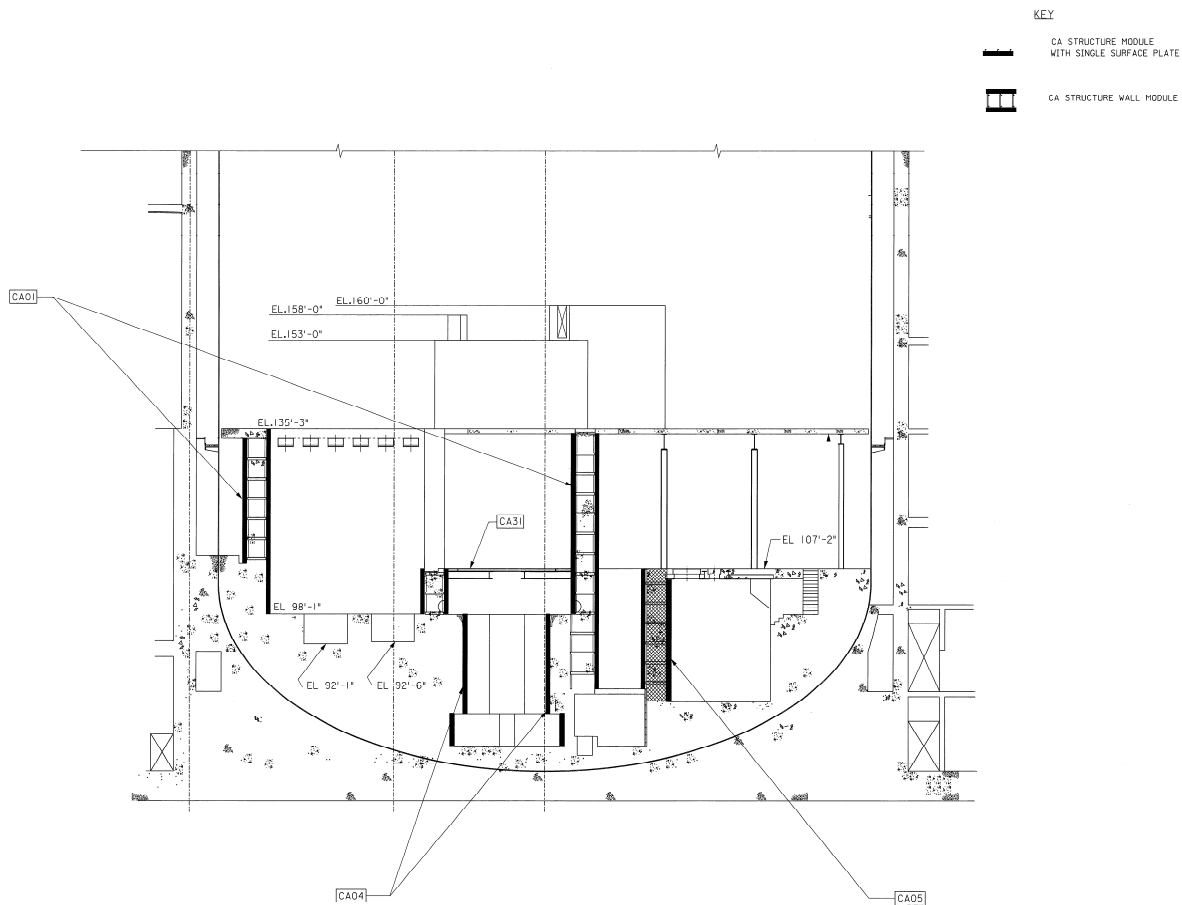 KEY
CA STRUCTURE MODULE
WITH SINGLE SURFACE PLATE
CA STRUCTURE WALL MODULE
CA01
EL.160'-0"
EL.158'-0"
EL.153'-0"
EL.135'-3"
CA31
EL 107'-2"
EL 98'-1"
EL 92'-1"
EL 92'-6"
CA04
CA05